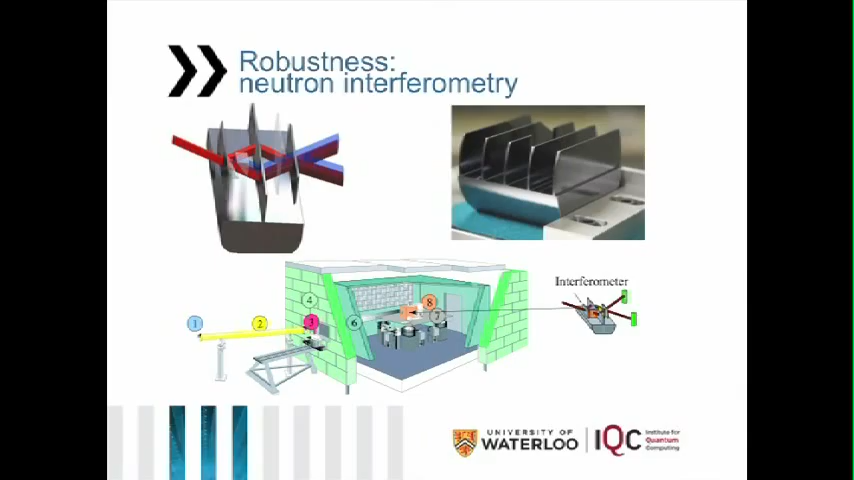 Robustness:
neutron interferometry
Interferometer
1
2
3
4
6
7
8
UNIVERSITY OF
WATERLOO
IQC
Institute for
Quantum
Computing